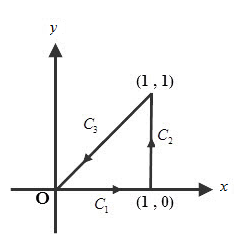 y
(1 , 1)
C₃
C₂
x
O
C₁
(1 , 0)